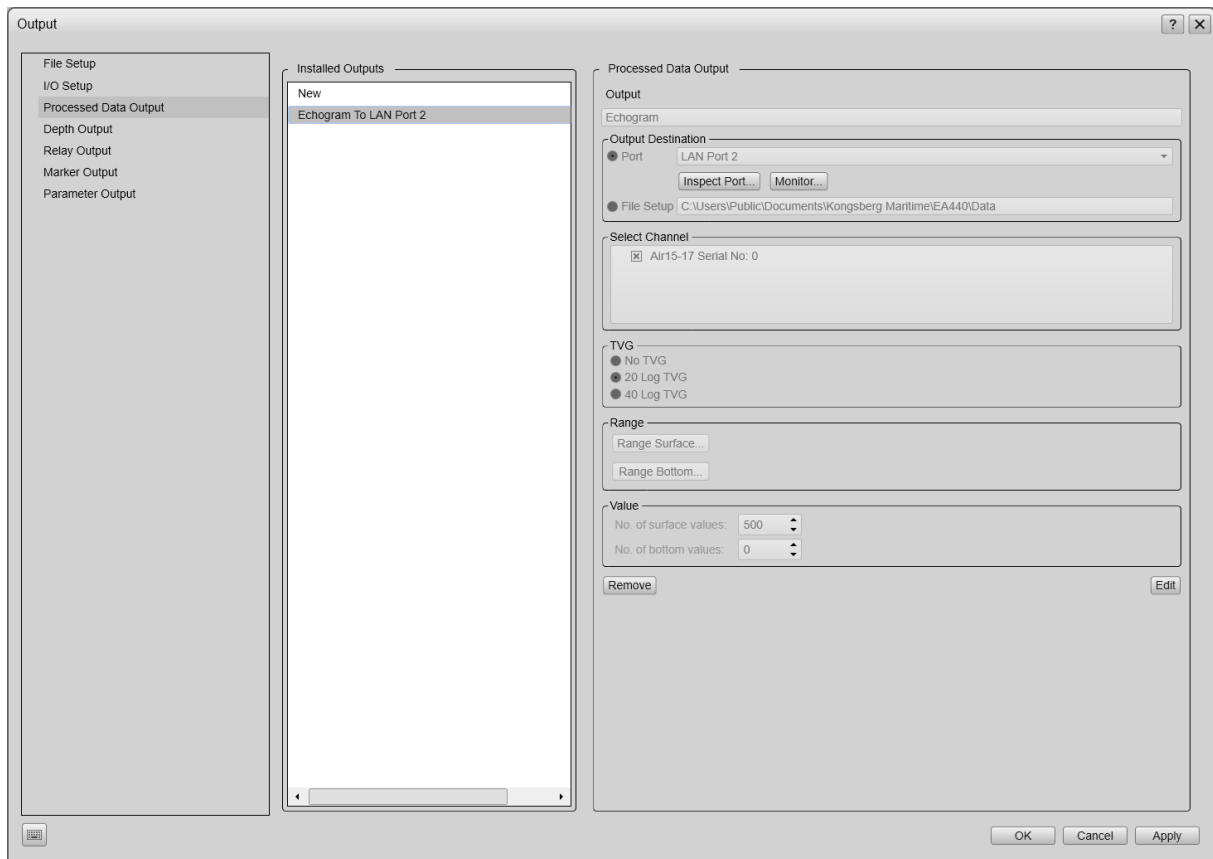 Output
?
File Setup
I/O Setup
Processed Data Output
Depth Output
Relay Output
Marker Output
Parameter Output
Installed Outputs
New
Echogram To LAN Port 2
Processed Data Output
Output
Echogram
Output Destination
Port LAN Port 2
Inspect Port... Monitor...
File Setup C:\Users\Public\Documents\Kongsberg Maritime\EA440\Data
Select Channel
Air15-17 Serial No: 0
TVG
No TVG
20 Log TVG
40 Log TVG
Range
Range Surface...
Range Bottom...
Value
No. of surface values: 500
No. of bottom values: 0
Remove Edit
OK Cancel Apply